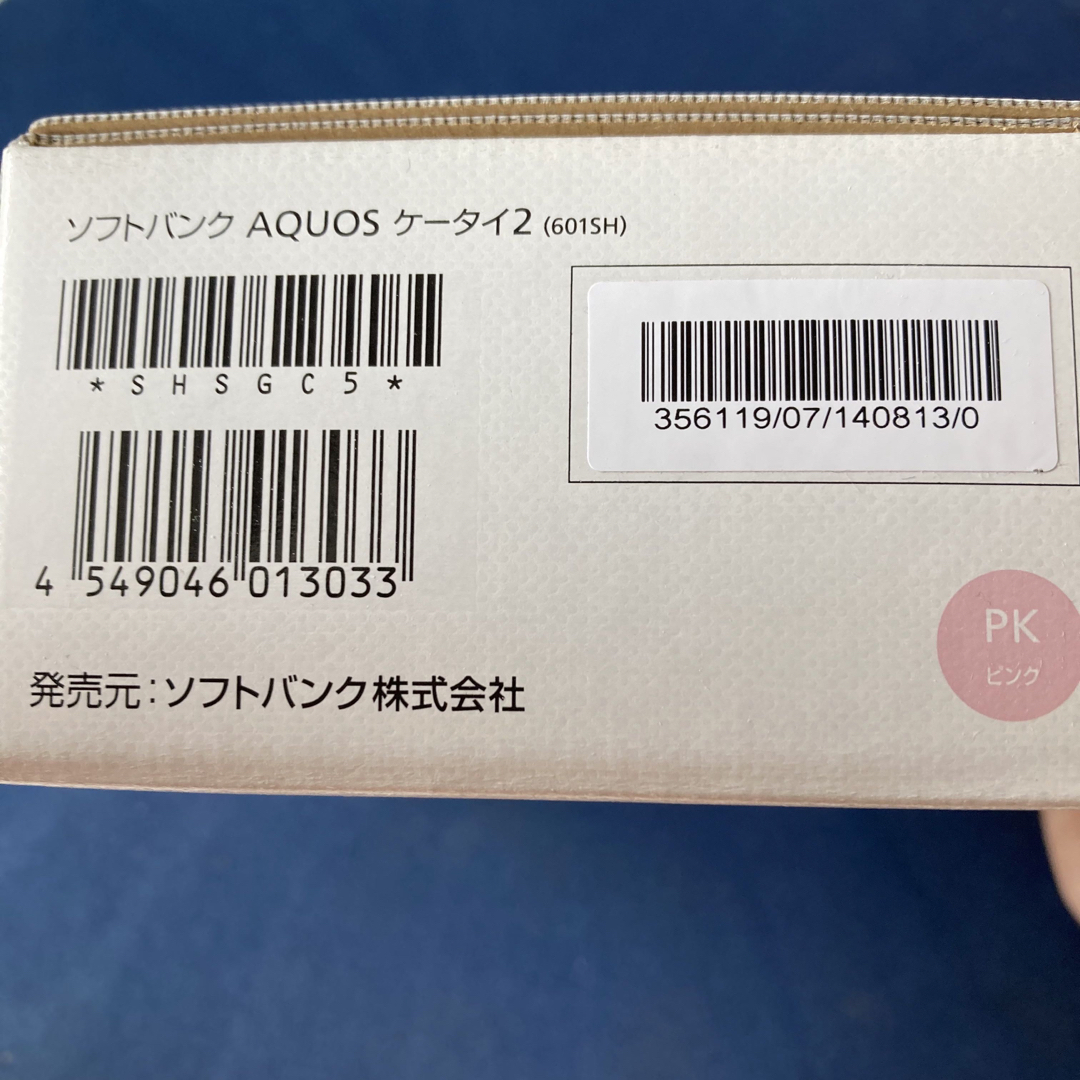 ソフトバンク AQUOS ケータイ2 (601SH)
*SHSGC5*
356119/07/140813/0
4 549046 013033
PK
ピンク
発売元:ソフトバンク株式会社